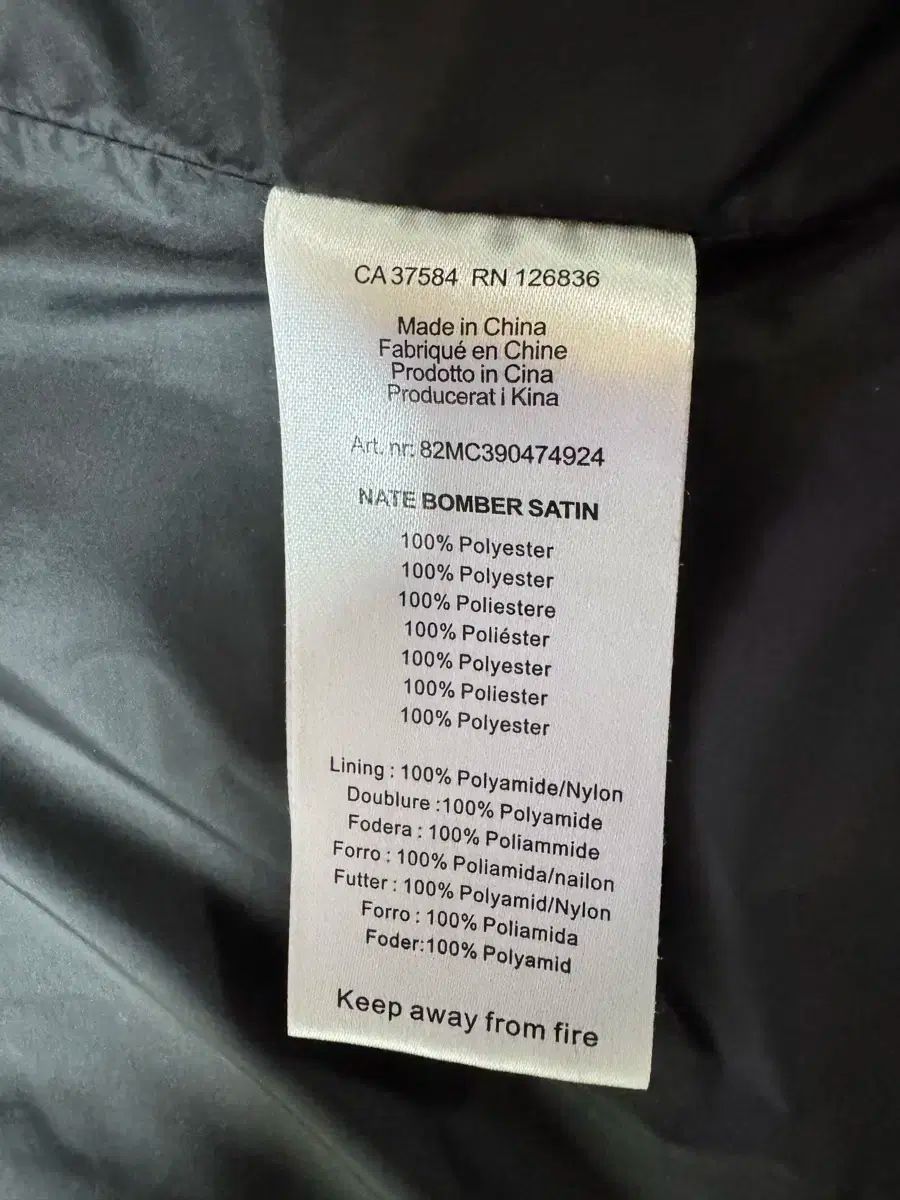 CA 37584 RN 126836
Made in China
Fabriqué en Chine
Prodotto in Cina
Producerat i Kina
Art. nr: 82MC390474924
NATE BOMBER SATIN
100% Polyester
100% Polyester
100% Poliestere
100% Poliéster
100% Polyester
100% Poliester
100% Polyester
Lining : 100% Polyamide/Nylon
Doublure :100% Polyamide
Fodera : 100% Poliammide
Forro : 100% Poliamida/nailon
Futter : 100% Polyamid/Nylon
Forro : 100% Poliamida
Foder:100% Polyamid
Keep away from fire